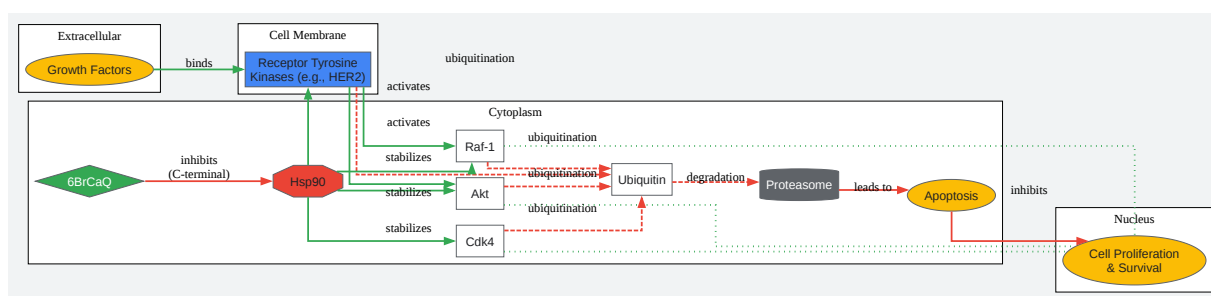 Extracellular
Growth Factors
binds
Cell Membrane
Receptor Tyrosine
Kinases (e.g., HER2)
ubiquitination
activates
Cytoplasm
activates
ubiquitination
Raf-1
stabilizes
inhibits
(C-terminal)
6BrCaQ
Hsp90
ubiquitination
Ubiquitin
degradation
Proteasome
leads to
Apoptosis
inhibits
stabilizes
Akt
ubiquitination
stabilizes
Cdk4
Nucleus
Cell Proliferation
& Survival